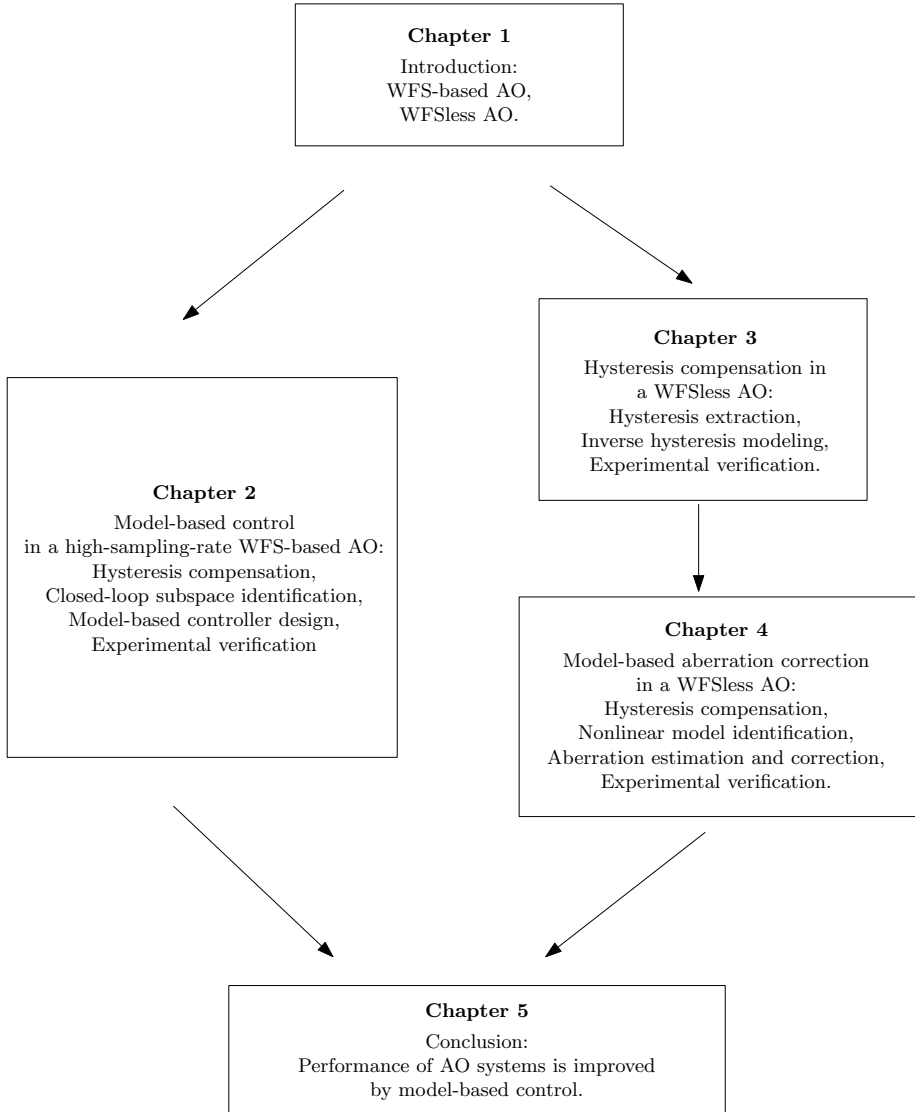 Chapter 1
Introduction:
WFS-based AO,
WFSless AO.
Chapter 2
Model-based control
in a high-sampling-rate WFS-based AO:
Hysteresis compensation,
Closed-loop subspace identification,
Model-based controller design,
Experimental verification
Chapter 3
Hysteresis compensation in
a WFSless AO:
Hysteresis extraction,
Inverse hysteresis modeling,
Experimental verification.
Chapter 4
Model-based aberration correction
in a WFSless AO:
Hysteresis compensation,
Nonlinear model identification,
Aberration estimation and correction,
Experimental verification.
Chapter 5
Conclusion:
Performance of AO systems is improved
by model-based control.